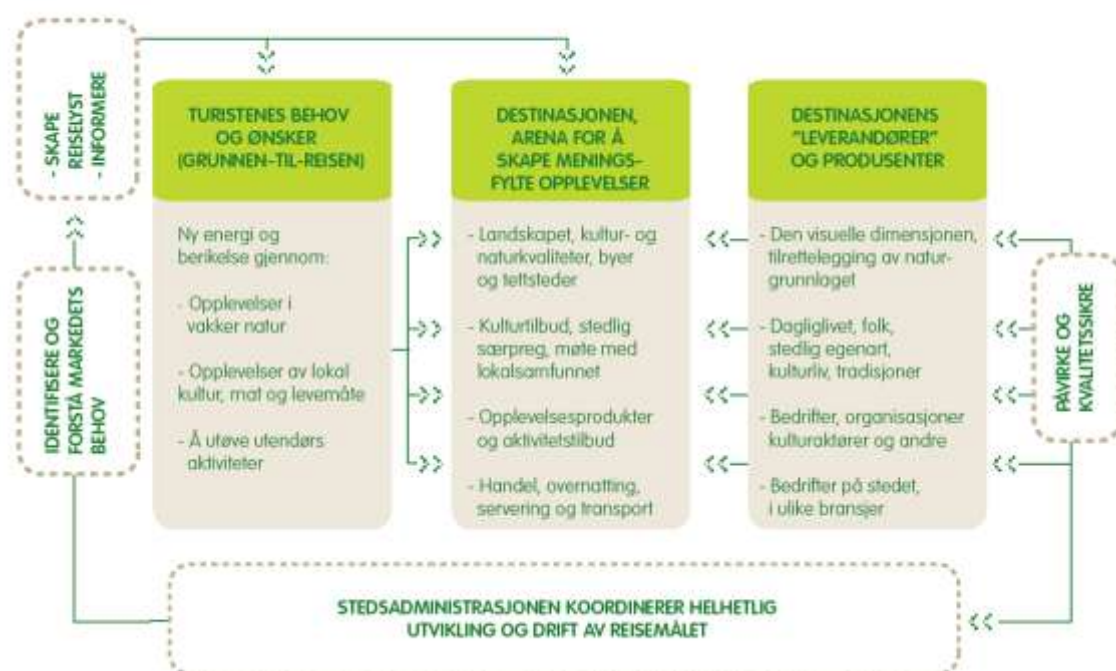 - SKAPE
REISELYST
- INFORMERE
IDENTIFISERE OG
FORSTÅ MARKEDETS
BEHOV
TURISTENES BEHOV
OG ØNSKER
(GRUNNEN-TIL-REISEN)
Ny energi og
berikelse gjennom:
- Opplevelser i
vakker natur
- Opplevelser av lokal
kultur, mat og levemåte
- Å utøve utendørs
aktiviteter
DESTINASJONEN,
ARENA FOR Å
SKAPE MENINGS-
FYLTE OPPLEVELSER
- Landskapet, kultur- og
naturkvaliteter, byer
og tettsteder
- Kulturtilbud, stedlig
særpreg, møte med
lokalsamfunnet
- Opplevelsesprodukter
og aktivitetstilbud
- Handel, overnatting,
servering og transport
DESTINASJONENS
"LEVERANDØRER"
OG PRODUSENTER
- Den visuelle dimensjonen,
tilrettelegging av natur-
grunnlaget
- Dagliglivet, folk,
stedlig egenart,
kulturliv, tradisjoner
- Bedrifter, organisasjoner
kulturaktører og andre
- Bedrifter på stedet,
i ulike bransjer
PÅVIRKE OG
KVALITETSSIKRE
STEDSADMINISTRASJONEN KOORDINERER HELHETLIG
UTVIKLING OG DRIFT AV REISEMÅLET